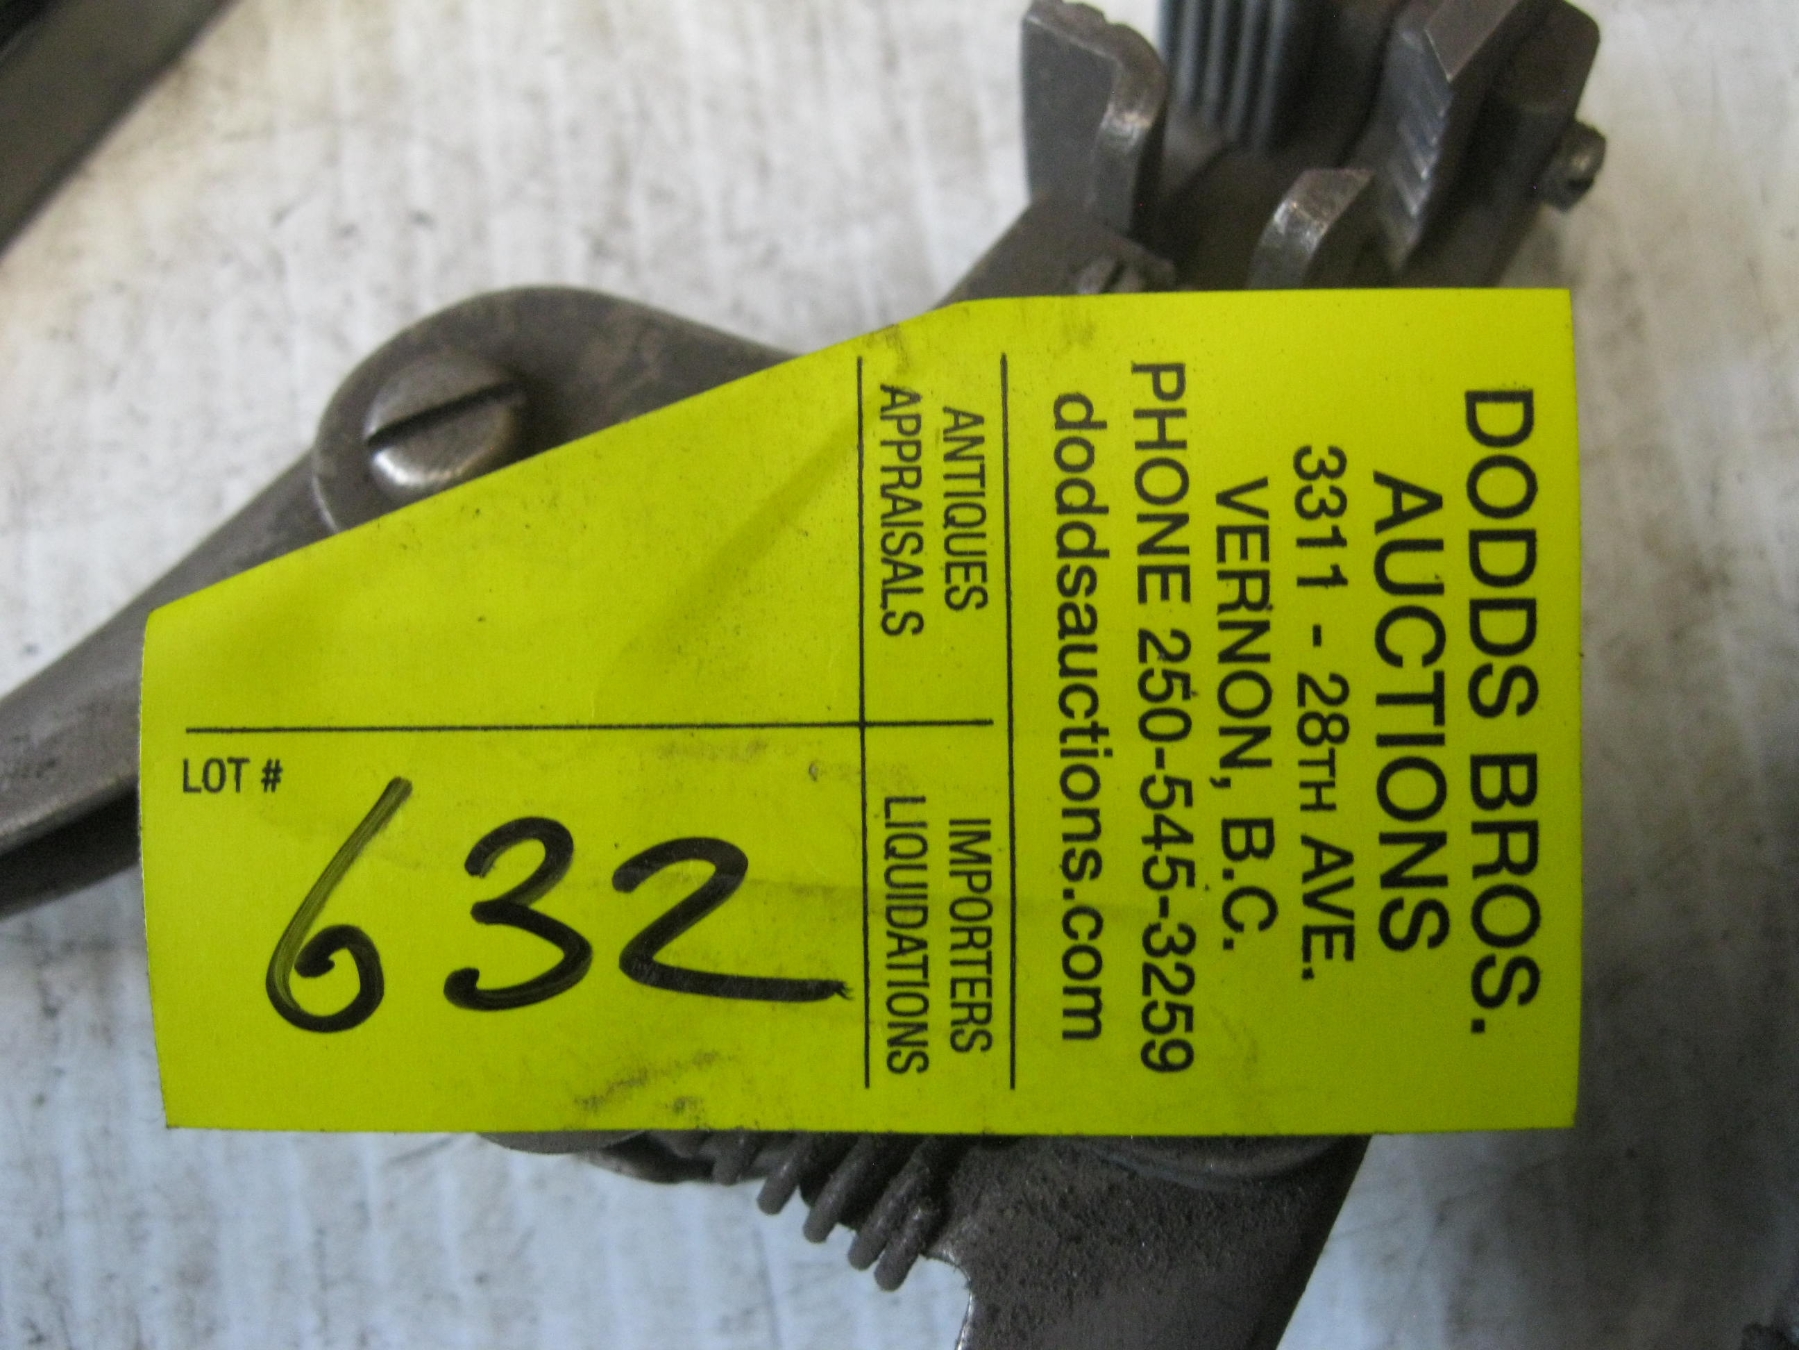 DODDS BROS.
AUCTIONS
3311 - 28TH AVE.
VERNON, B.C.
PHONE 250-545-3259
doddsauctions.com
ANTIQUES
APPRAISALS
IMPORTERS
LIQUIDATIONS
LOT #
632